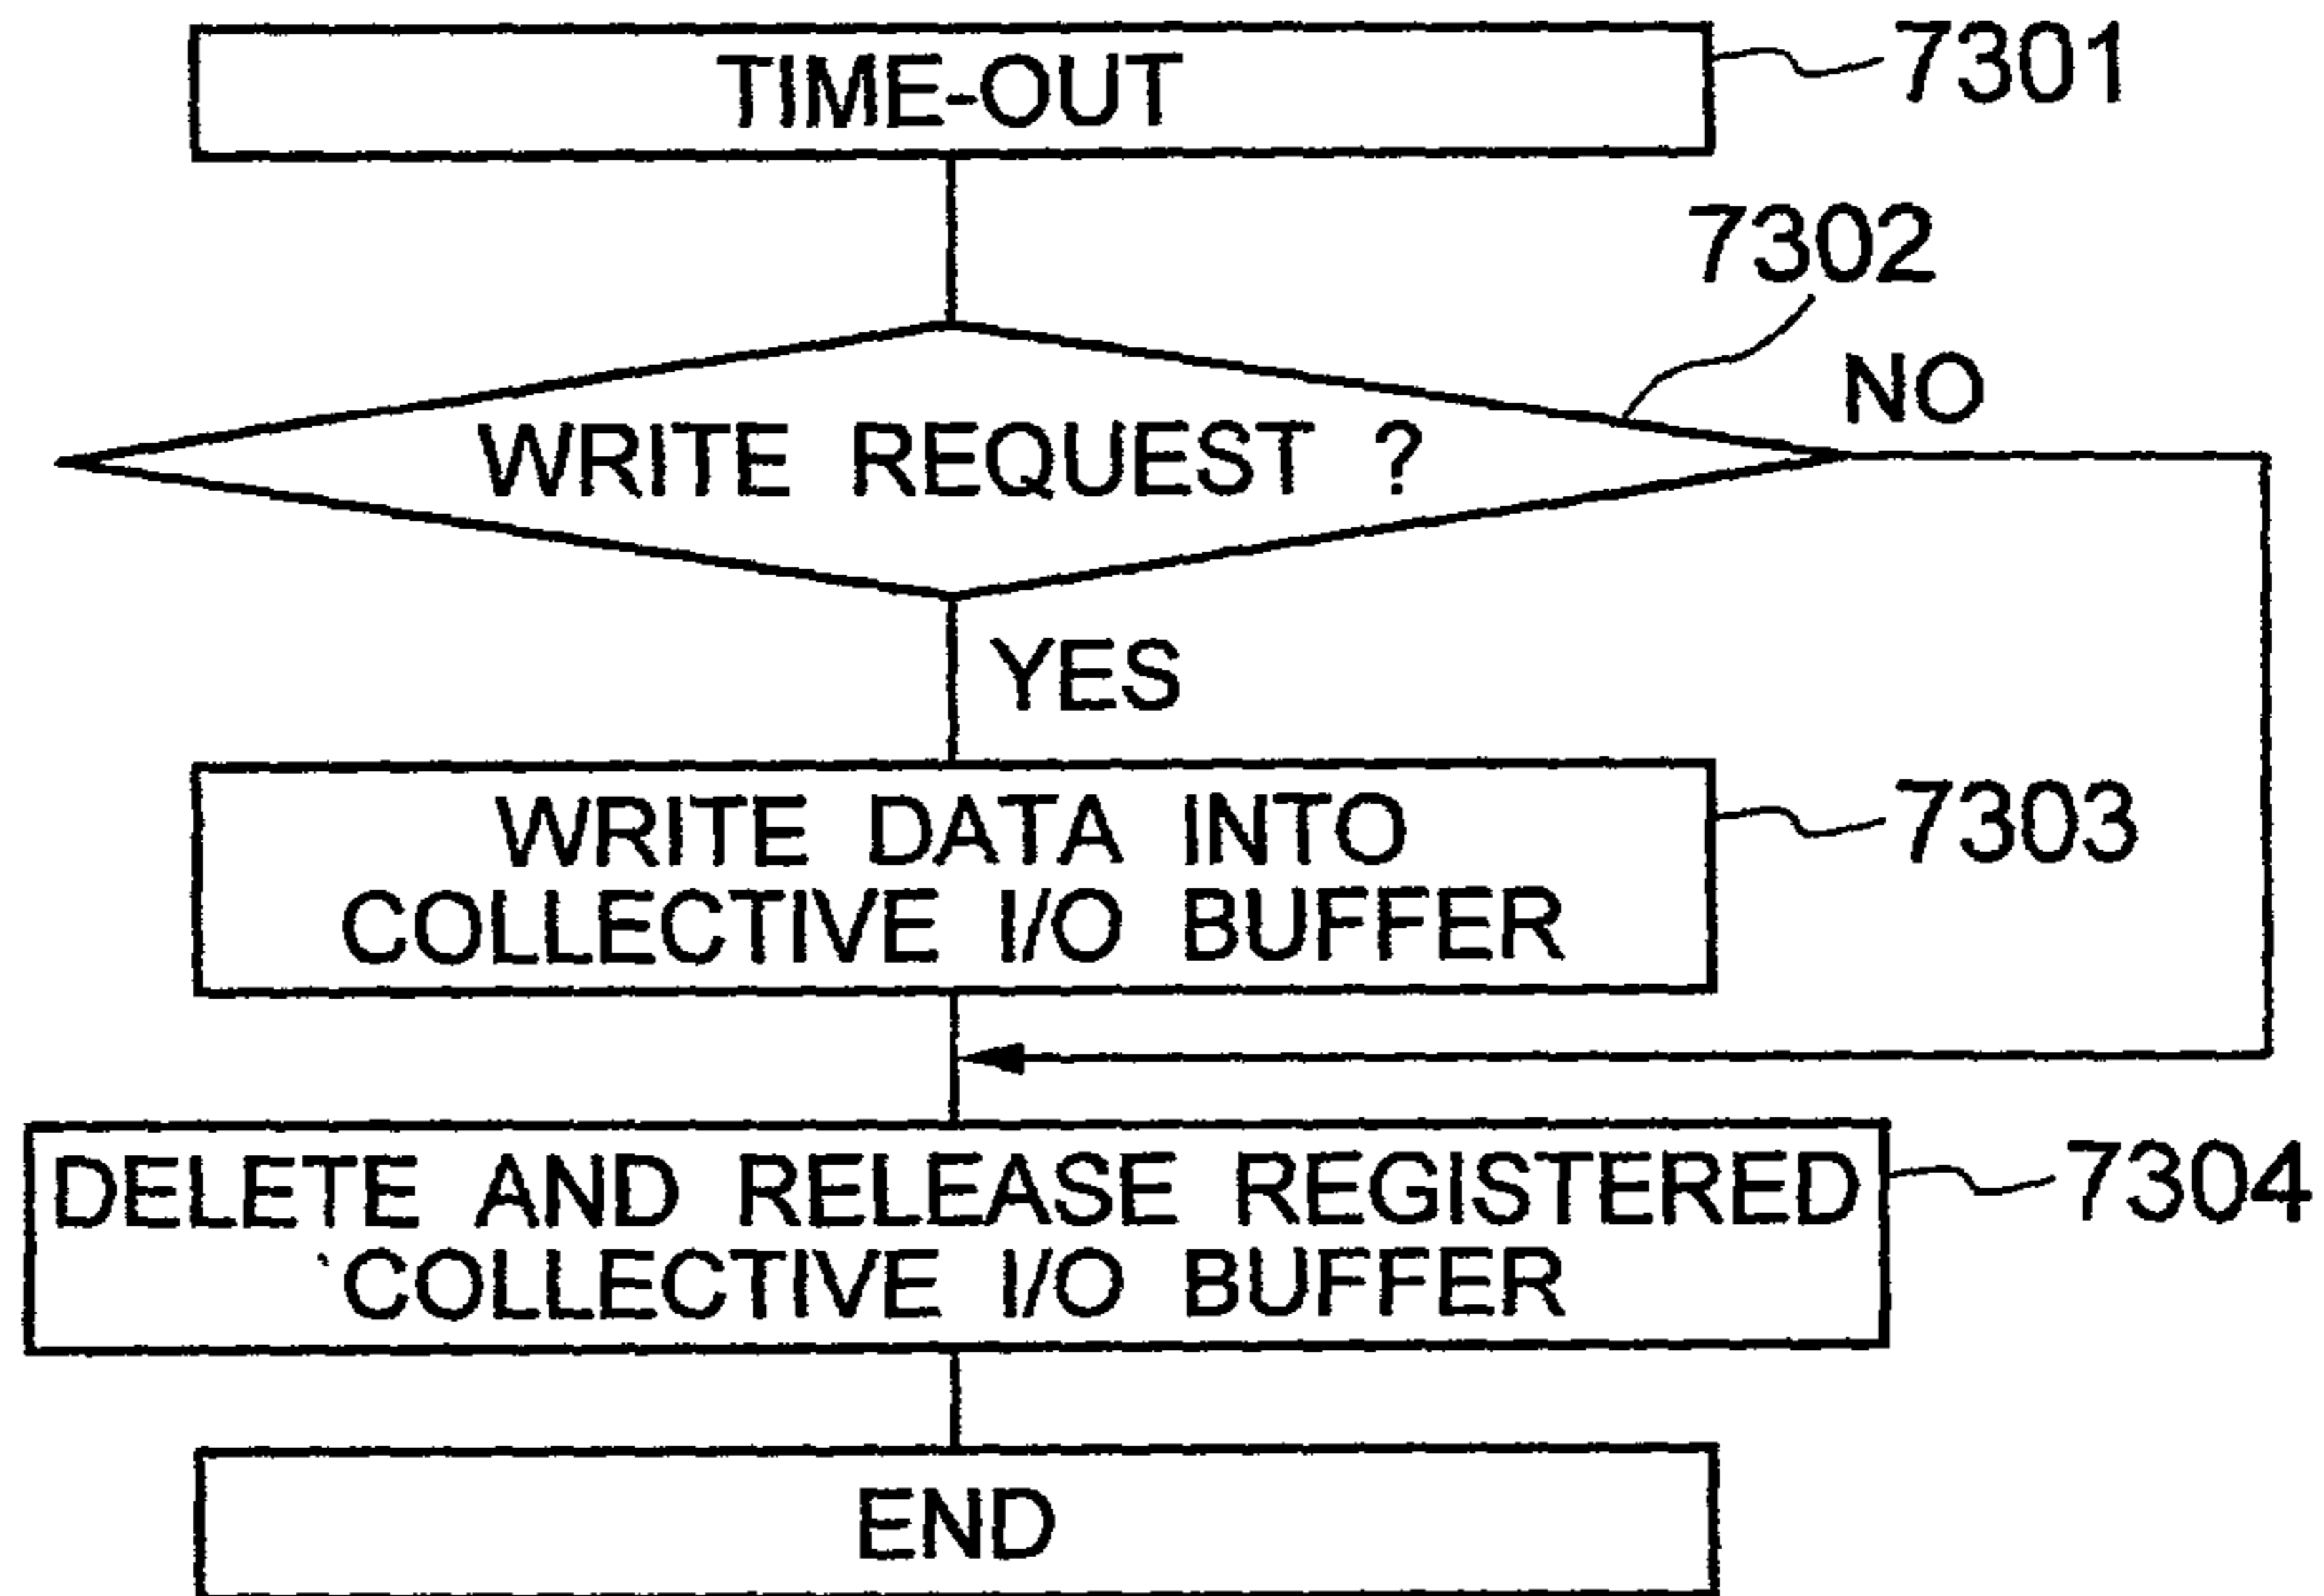 TIME-OUT
7301
7302
WRITE REQUEST ?
NO
YES
WRITE DATA INTO
COLLECTIVE I/O BUFFER
7303
DELETE AND RELEASE REGISTERED
COLLECTIVE I/O BUFFER
7304
END